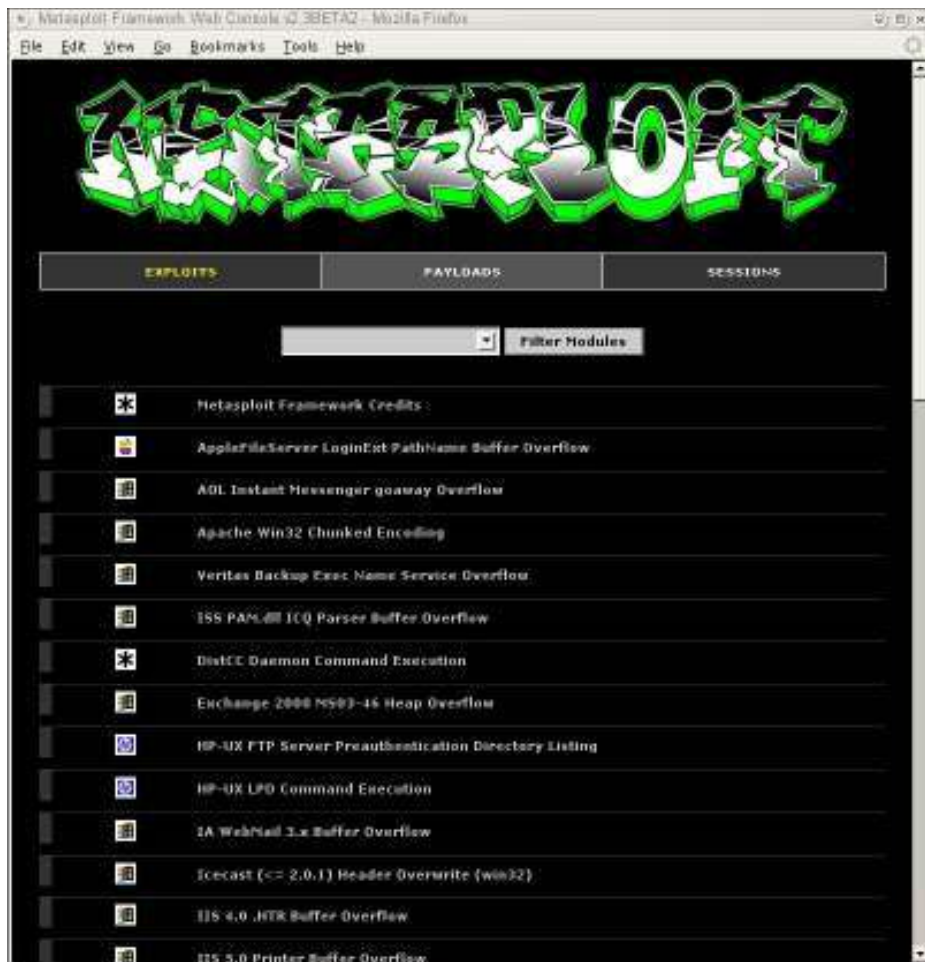 Metasploit Framework Web Console v2.3BETA2 - Mozilla Firefox
File Edit View Go Bookmarks Tools Help
METASPLOIT
EXPLOITS PAYLOADS SESSIONS
Filter Modules
Metasploit Framework Credits
AppleFileServer LoginExt PathName Buffer Overflow
AOL Instant Messenger goaway Overflow
Apache Win32 Chunked Encoding
Veritas Backup Exec Name Service Overflow
ISS PAM.dll ICQ Parser Buffer Overflow
DistCC Daemon Command Execution
Exchange 2000 MS03-46 Heap Overflow
HP-UX FTP Server Preauthentication Directory Listing
HP-UX LPD Command Execution
IA WebMail 3.x Buffer Overflow
Icecast (<= 2.0.1) Header Overwrite (win32)
IIS 4.0 .HTR Buffer Overflow
IIS 5.0 Printer Buffer Overflow